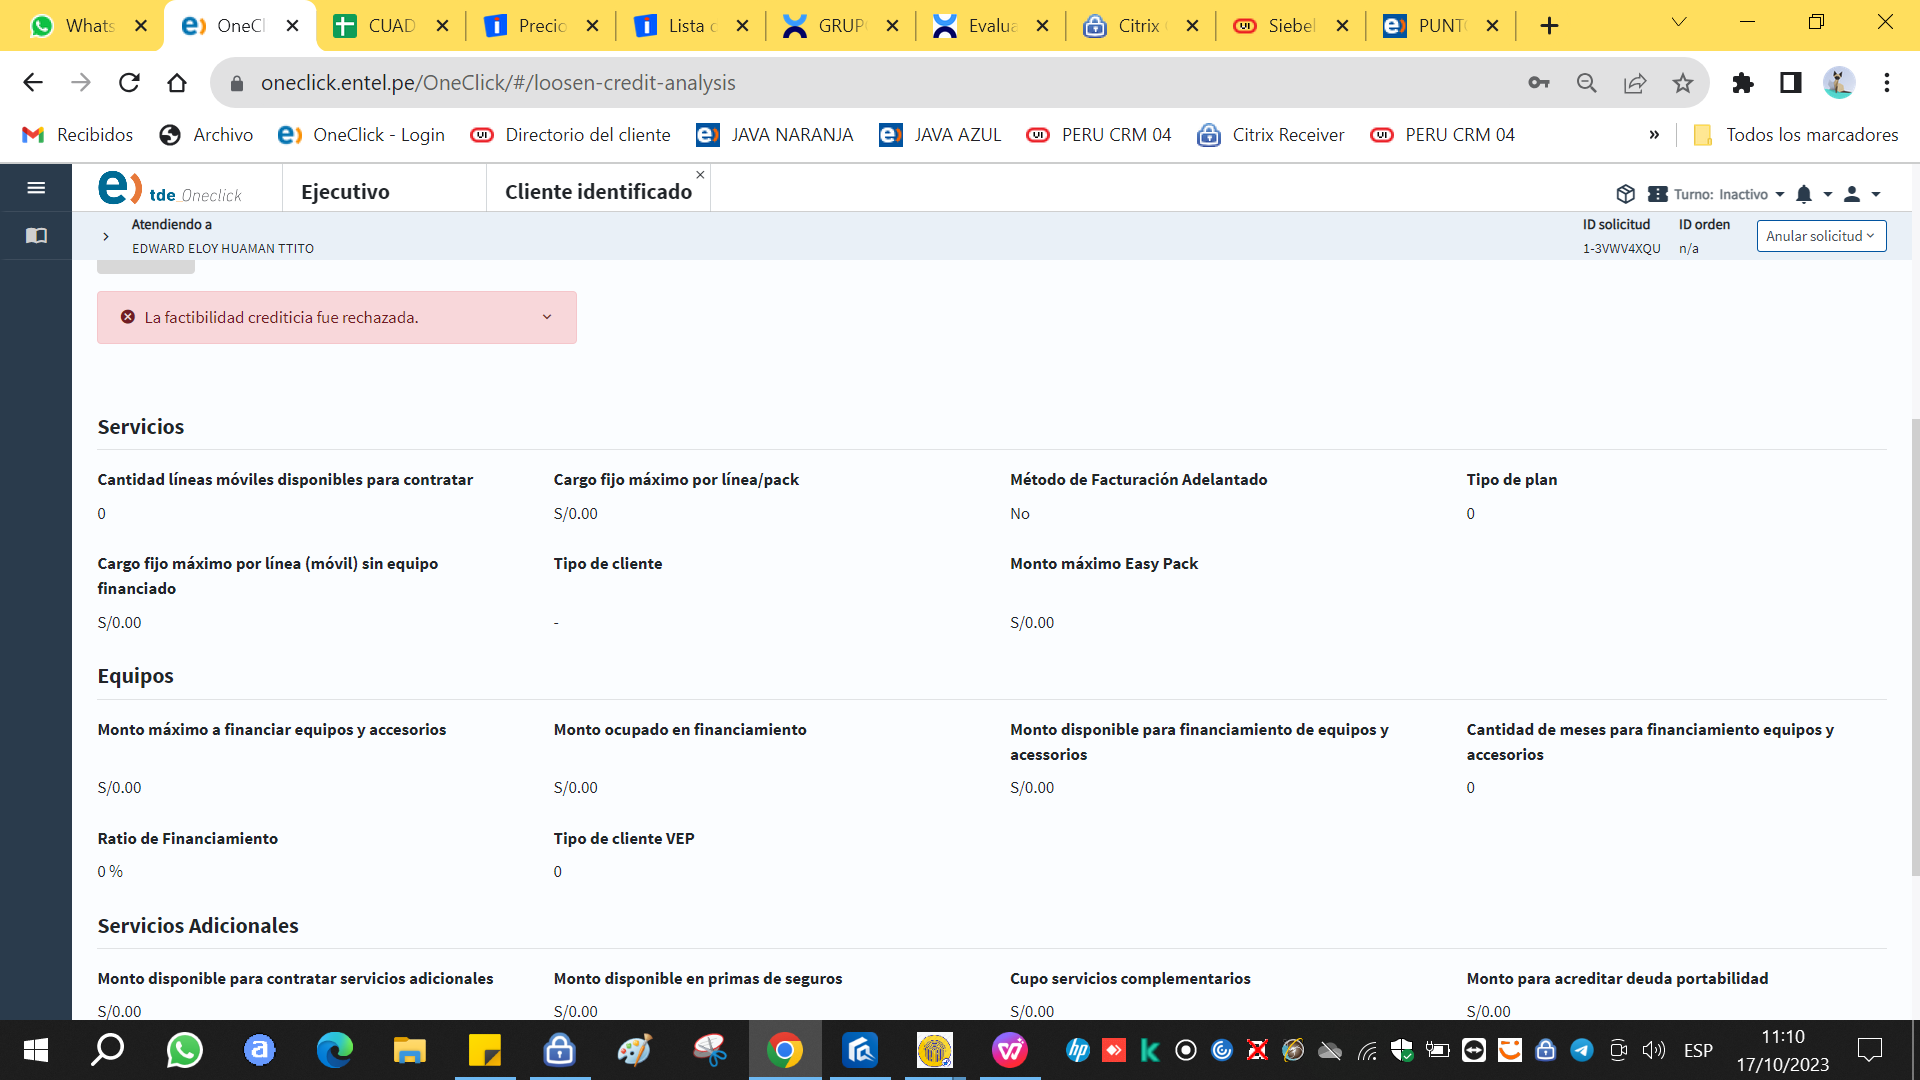 Whats
OneCl
CUAD
Precio
Lista
GRUP
Evalua
Citrix
Siebel
PUNT
oneclick.entel.pe/OneClick/#/loosen-credit-analysis
Recibidos
Archivo
OneClick - Login
Directorio del cliente
JAVA NARANJA
JAVA AZUL
PERU CRM 04
Citrix Receiver
PERU CRM 04
»
Todos los marcadores
tde_Oneclick
Ejecutivo
Cliente identificado
Turno: Inactivo
Atendiendo a
EDWARD ELOY HUAMAN TTITO
ID solicitud
1-3VWV4XQU
ID orden
n/a
Anular solicitud
La factibilidad crediticia fue rechazada.
Servicios
Cantidad líneas móviles disponibles para contratar
0
Cargo fijo máximo por línea/pack
S/0.00
Método de Facturación Adelantado
No
Tipo de plan
0
Cargo fijo máximo por línea (móvil) sin equipo
financiado
S/0.00
Tipo de cliente
-
Monto máximo Easy Pack
S/0.00
Equipos
Monto máximo a financiar equipos y accesorios
S/0.00
Monto ocupado en financiamiento
S/0.00
Monto disponible para financiamiento de equipos y
acessorios
S/0.00
Cantidad de meses para financiamiento equipos y
accesorios
0
Ratio de Financiamiento
0 %
Tipo de cliente VEP
0
Servicios Adicionales
Monto disponible para contratar servicios adicionales
S/0.00
Monto disponible en primas de seguros
S/0.00
Cupo servicios complementarios
S/0.00
Monto para acreditar deuda portabilidad
S/0.00
ESP
11:10
17/10/2023